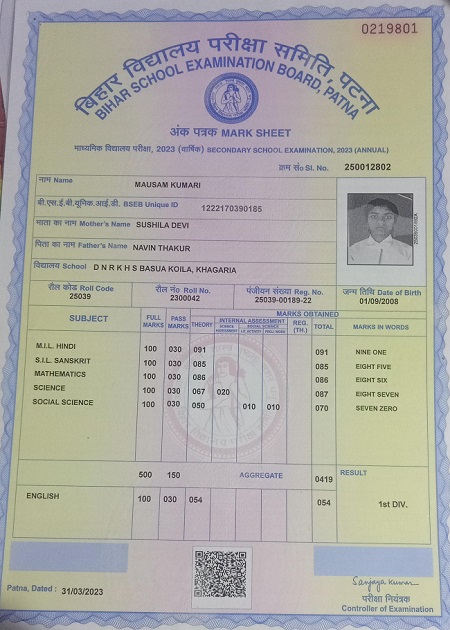 0219801
बिहार विद्यालय परीक्षा समिति, पटना
BIHAR SCHOOL EXAMINATION BOARD, PATNA
अंक पत्रक MARK SHEET
माध्यमिक विद्यालय परीक्षा, 2023 (वार्षिक) SECONDARY SCHOOL EXAMINATION, 2023 (ANNUAL)
क्रम सं० Sl. No. 250012802
नाम Name MAUSAM KUMARI
बी.एस.ई.बी.यूनिक.आई.डी. BSEB Unique ID 1222170390185
माता का नाम Mother's Name SUSHILA DEVI
पिता का नाम Father's Name NAVIN THAKUR
विद्यालय School D N R K H S BASUA KOILA, KHAGARIA
रौल कोड Roll Code रौल नं० Roll No. पंजीयन संख्या Reg. No. जन्म तिथि Date of Birth
25039 2300042 25039-00189-22 01/09/2008
SUBJECT FULL MARKS PASS MARKS THEORY INTERNAL ASSESSMENT REG. (TH.) TOTAL MARKS IN WORDS
MARKS OBTAINED
SOCIAL SCIENCE
M.I.L. HINDI 100 030 091 091 NINE ONE
S.I.L. SANSKRIT 100 030 085 085 EIGHT FIVE
MATHEMATICS 100 030 086 086 EIGHT SIX
SCIENCE 100 030 067 020 087 EIGHT SEVEN
SOCIAL SCIENCE 100 030 050 010 010 070 SEVEN ZERO
500 150 AGGREGATE 0419 RESULT
ENGLISH 100 030 054 054 1st DIV.
Patna, Dated : 31/03/2023
Sanjaya Kumar
परीक्षा नियंत्रक
Controller of Examination